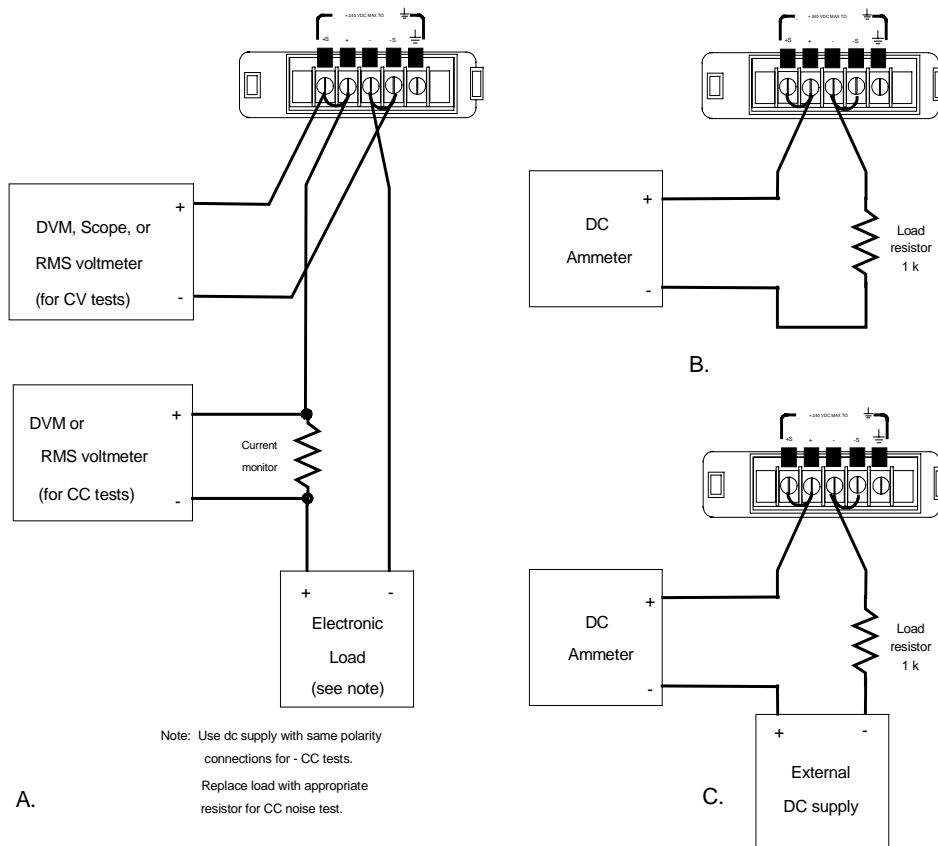 + 240 VDC MAX TO
+S + - -S
DVM, Scope, or
RMS voltmeter
(for CV tests)
+
-
DVM or
RMS voltmeter
(for CC tests)
+
-
Current
monitor
+ -
Electronic
Load
(see note)
Note: Use dc supply with same polarity
connections for - CC tests.
Replace load with appropriate
resistor for CC noise test.
A.
+ 260 VDC MAX TO
+S + - -S
DC
Ammeter
+
-
Load
resistor
1 k
B.
+ 240 VDC MAX TO
+S + - -S
DC
Ammeter
+
-
Load
resistor
1 k
+ -
External
DC supply
C.